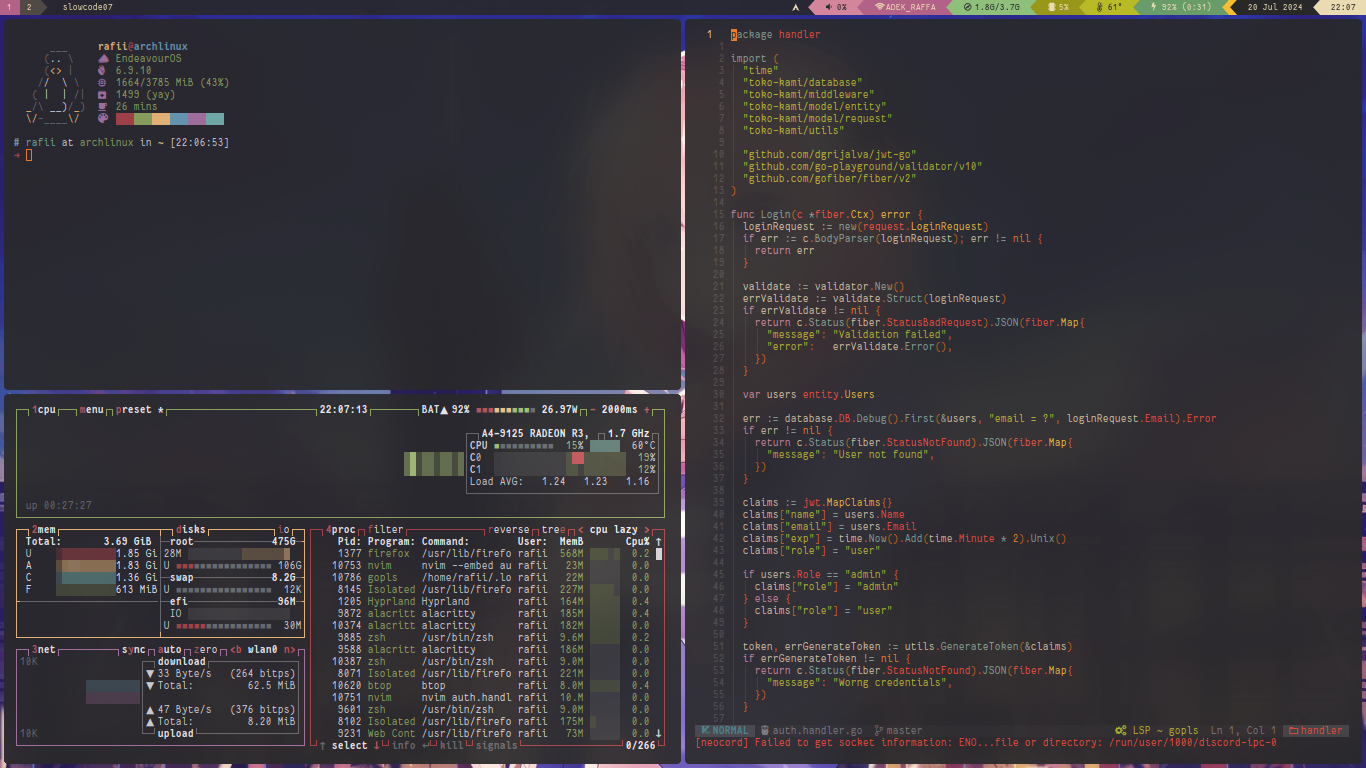 1 2 slowcode07 0% ADEK_RAFFA 1.8G/3.7G 5% 61° 92% (0:31) 20 Jul 2024 22:07
rafii@archlinux
EndeavourOS
6.9.10
1664/3785 MiB (43%)
1499 (yay)
26 mins
# rafii at archlinux in ~ [22:06:53]
→
1cpu menu preset * 22:07:13 BAT▲ 92% 26.97W - 2000ms +
A4-9125 RADEON R3, 1.7 GHz
CPU 15% 60°C
C0 19%
C1 12%
Load AVG: 1.24 1.23 1.16
up 00:27:27
2mem disks io
Total: 3.69 GiB root 475G
U 1.85 Gi 28M
A 1.83 Gi U 106G
C 1.36 Gi swap 8.2G
F 613 MiB U 12K
efi 96M
IO
U 30M
3net sync auto zero <b wlan0 n>
10K download
▼ 33 Byte/s (264 bitps)
▼ Total: 62.5 MiB
▲ 47 Byte/s (376 bitps)
▲ Total: 8.20 MiB
10K upload
4proc filter reverse tree < cpu lazy >
Pid: Program: Command: User: MemB Cpu% ↑
1377 firefox /usr/lib/firefo rafii 568M 0.2
10753 nvim nvim --embed au rafii 23M 0.0
10786 gopls /home/rafii/.lo rafii 22M 0.0
8145 Isolated /usr/lib/firefo rafii 227M 0.0
1205 Hyprland Hyprland rafii 164M 0.4
9872 alacritt alacritty rafii 185M 0.4
10374 alacritt alacritty rafii 182M 0.0
9885 zsh /usr/bin/zsh rafii 9.6M 0.2
9588 alacritt alacritty rafii 186M 0.0
10387 zsh /usr/bin/zsh rafii 9.0M 0.0
8071 Isolated /usr/lib/firefo rafii 221M 0.0
10620 btop btop rafii 8.0M 0.4
10751 nvim nvim auth.handl rafii 10.M 0.0
9601 zsh /usr/bin/zsh rafii 9.0M 0.0
8102 Isolated /usr/lib/firefo rafii 175M 0.0
9231 Web Cont /usr/lib/firefo rafii 73M 0.0 ↓
↑ select ↓ info ↵ kill signals 0/266
1 package handler
1
2 import (
3 "time"
4 "toko-kami/database"
5 "toko-kami/middleware"
6 "toko-kami/model/entity"
7 "toko-kami/model/request"
8 "toko-kami/utils"
9
10 "github.com/dgrijalva/jwt-go"
11 "github.com/go-playground/validator/v10"
12 "github.com/gofiber/fiber/v2"
13 )
14
15 func Login(c *fiber.Ctx) error {
16 loginRequest := new(request.LoginRequest)
17 if err := c.BodyParser(loginRequest); err != nil {
18 return err
19 }
20
21 validate := validator.New()
22 errValidate := validate.Struct(loginRequest)
23 if errValidate != nil {
24 return c.Status(fiber.StatusBadRequest).JSON(fiber.Map{
25 "message": "Validation failed",
26 "error": errValidate.Error(),
27 })
28 }
29
30 var users entity.Users
31
32 err := database.DB.Debug().First(&users, "email = ?", loginRequest.Email).Error
33 if err != nil {
34 return c.Status(fiber.StatusNotFound).JSON(fiber.Map{
35 "message": "User not found",
36 })
37 }
38
39 claims := jwt.MapClaims{}
40 claims["name"] = users.Name
41 claims["email"] = users.Email
42 claims["exp"] = time.Now().Add(time.Minute * 2).Unix()
43 claims["role"] = "user"
44
45 if users.Role == "admin" {
46 claims["role"] = "admin"
47 } else {
48 claims["role"] = "user"
49 }
50
51 token, errGenerateToken := utils.GenerateToken(&claims)
52 if errGenerateToken != nil {
53 return c.Status(fiber.StatusNotFound).JSON(fiber.Map{
54 "message": "Worng credentials",
55 })
56 }
57
NORMAL auth.handler.go master LSP ~ gopls Ln 1, Col 1 handler
[neocord] Failed to get socket information: ENO...file or directory: /run/user/1000/discord-ipc-0